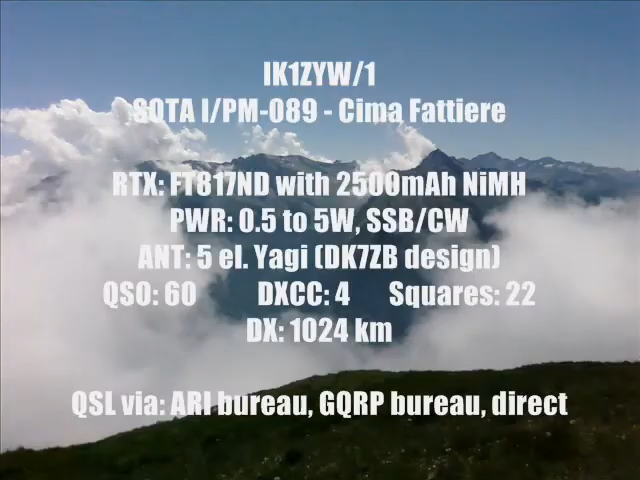 IK1ZYW/1
SOTA I/PM-089 - Cima Fattiere
RTX: FT817ND with 2500mAh NiMH
PWR: 0.5 to 5W, SSB/CW
ANT: 5 el. Yagi (DK7ZB design)
QSO: 60 DXCC: 4 Squares: 22
DX: 1024 km
QSL via: ARI bureau, GQRP bureau, direct